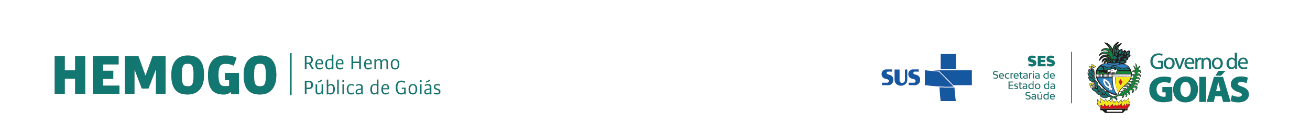 HEMOGO
Rede Hemo
Pública de Goiás
SUS
SES
Secretaria de
Estado da
Saúde
Governo de
GOIÁS